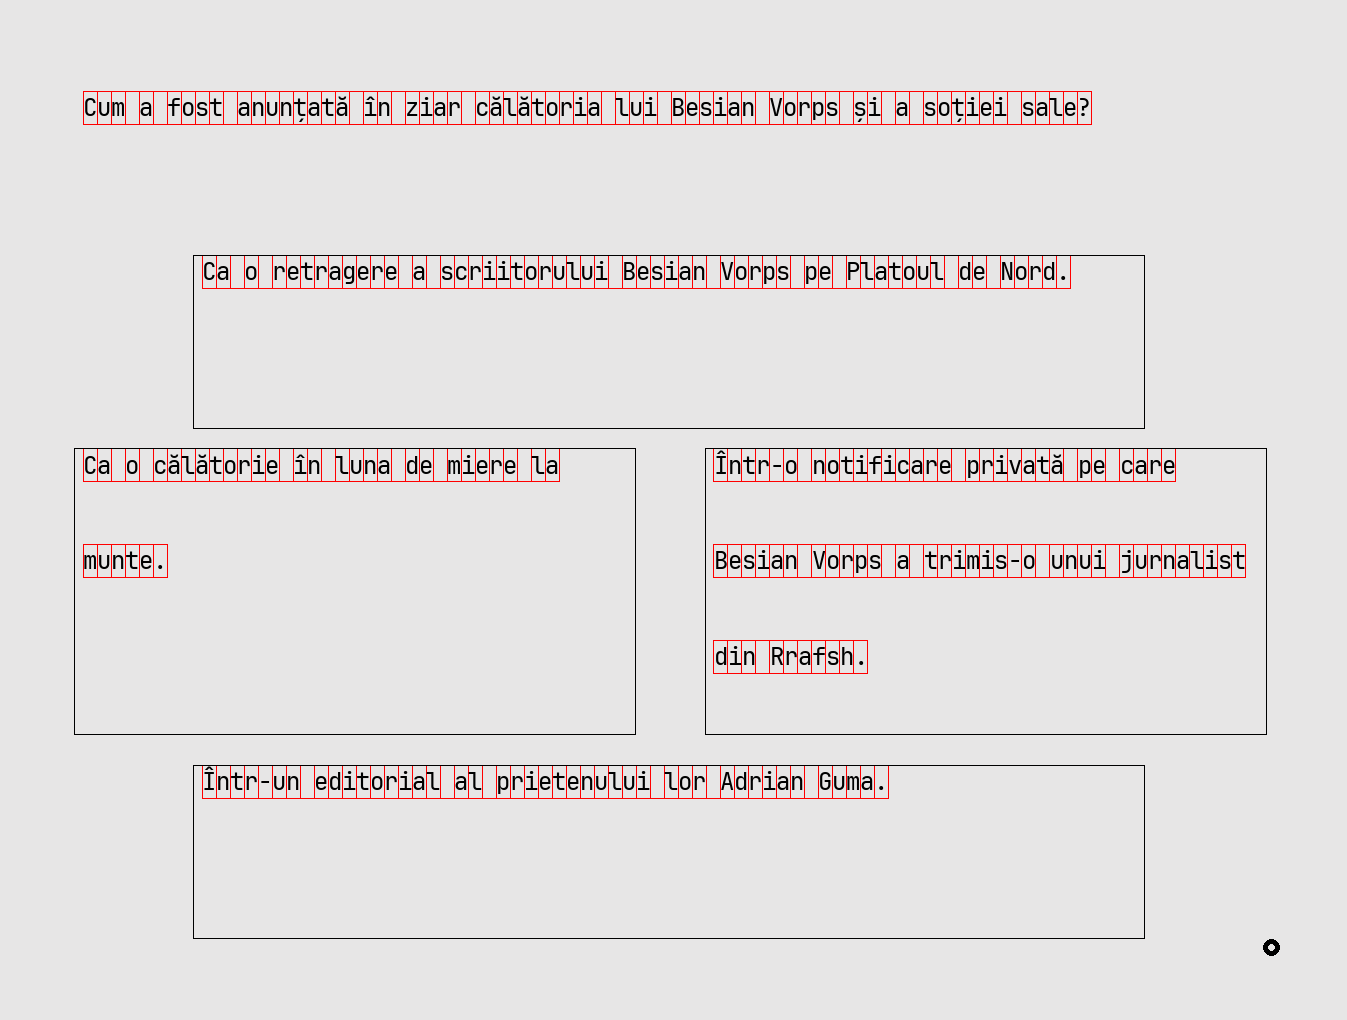 Cum a fost anunțată în ziar călătoria lui Besian Vorps și a soției sale?
Ca o retragere a scriitorului Besian Vorps pe Platoul de Nord.
Ca o călătorie în luna de miere la
munte.
Într-o notificare privată pe care
Besian Vorps a trimis-o unui jurnalist
din Rrafsh.
Într-un editorial al prietenului lor Adrian Guma.